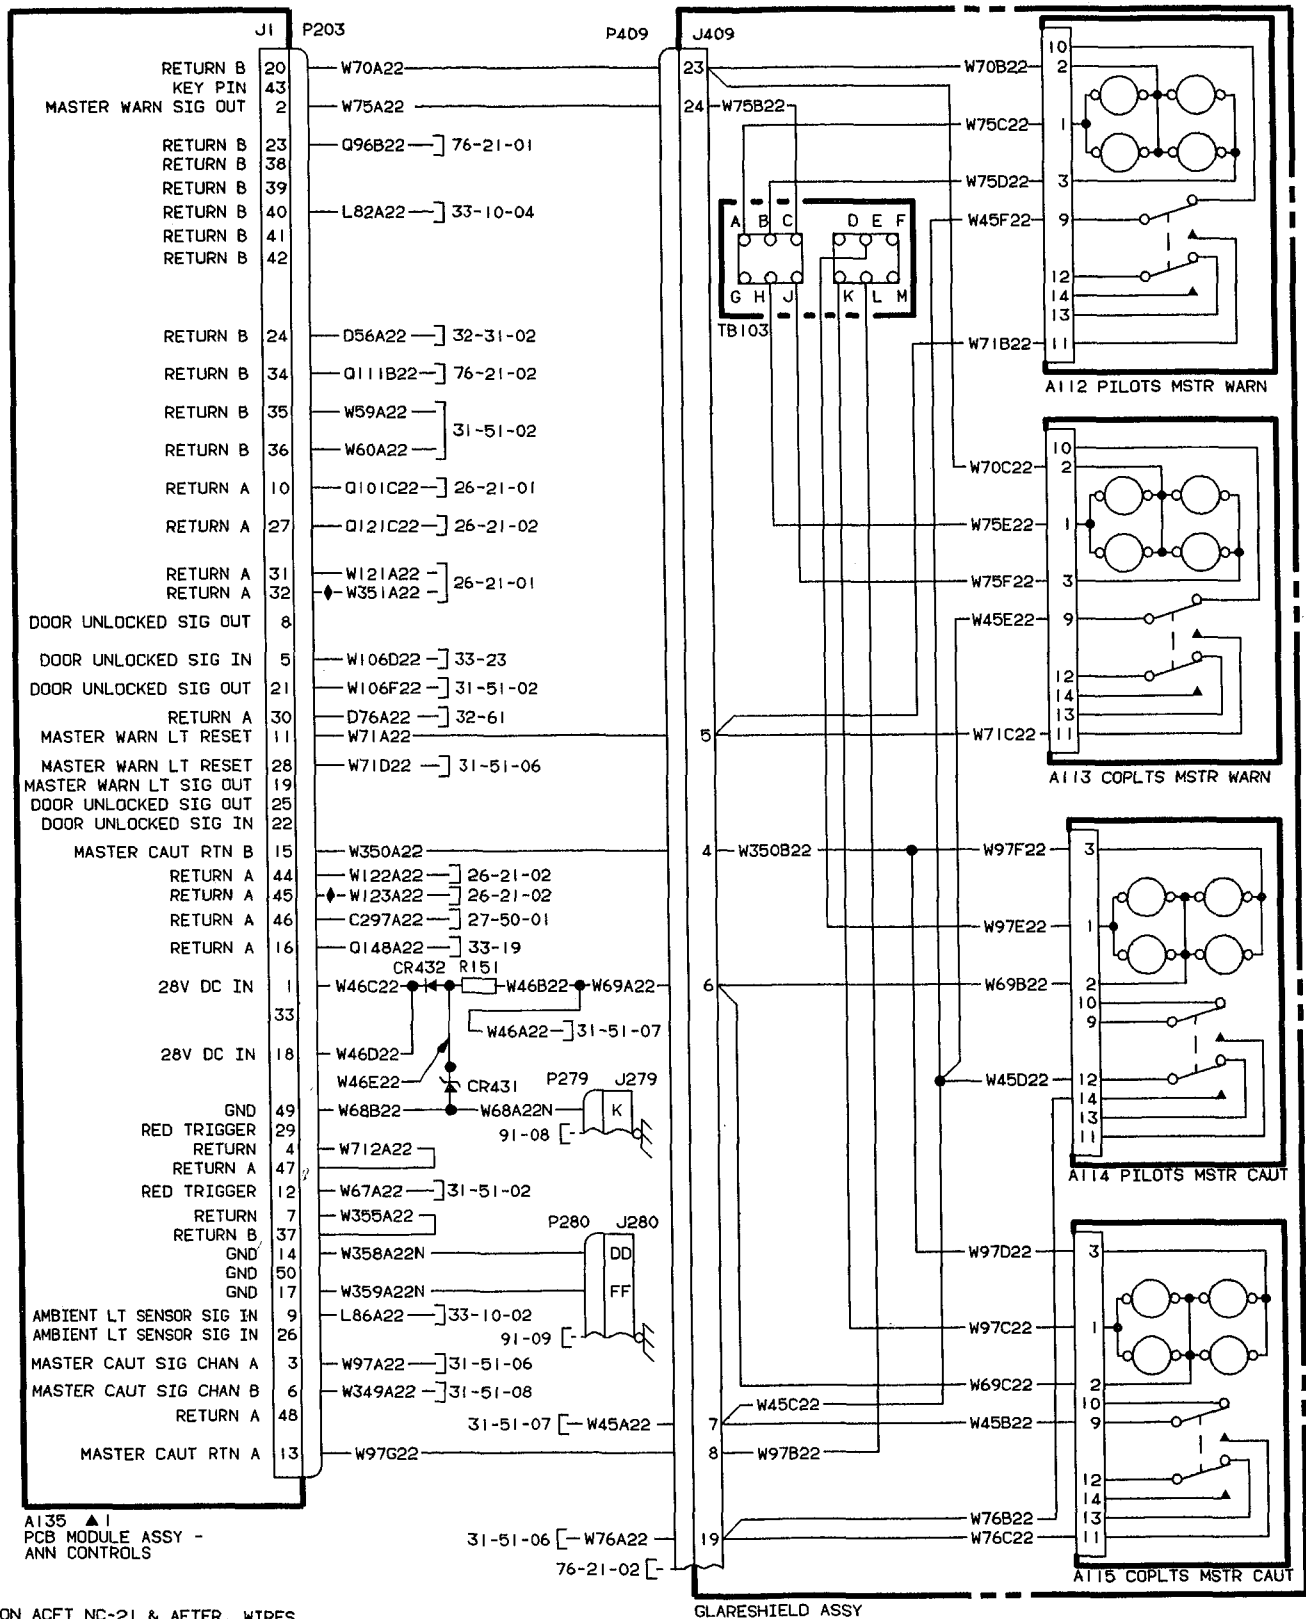 J1 P203 P409 J409
RETURN B 20 W70A22 23 W70B22 10
2
KEY PIN 43
MASTER WARN SIG OUT 2 W75A22 24 W75B22
W75C22 1
RETURN B 23 Q96B22 76-21-01
RETURN B 38
RETURN B 39 W75D22 3
RETURN B 40 L82A22 33-10-04
A B C D E F W45F22 9
RETURN B 41
RETURN B 42
12
14
13
G H J K L M
TB103
RETURN B 24 D56A22 32-31-02
W71B22 11
RETURN B 34 Q111B22 76-21-02
A112 PILOTS MSTR WARN
RETURN B 35 W59A22
31-51-02
RETURN B 36 W60A22
10
W70C22 2
RETURN A 10 Q101C22 26-21-01
RETURN A 27 Q121C22 26-21-02
W75E22 1
RETURN A 31 W121A22
26-21-01
RETURN A 32 W351A22
W75F22 3
DOOR UNLOCKED SIG OUT 8
W45E22 9
DOOR UNLOCKED SIG IN 5 W106D22 33-23
DOOR UNLOCKED SIG OUT 21 W106F22 31-51-02
12
14
13
RETURN A 30 D76A22 32-61
MASTER WARN LT RESET 11 W71A22 5 W71C22 11
MASTER WARN LT RESET 28 W71D22 31-51-06
A113 COPLTS MSTR WARN
MASTER WARN LT SIG OUT 19
DOOR UNLOCKED SIG OUT 25
DOOR UNLOCKED SIG IN 22
MASTER CAUT RTN B 15 W350A22 4 W350B22 W97F22 3
RETURN A 44 W122A22 26-21-02
RETURN A 45 W123A22 26-21-02
RETURN A 46 C297A22 27-50-01
W97E22 1
RETURN A 16 Q148A22 33-19
CR432 R151
28V DC IN 1 W46C22 W46B22 W69A22 6 W69B22 2
10
33
9
W46A22 31-51-07
28V DC IN 18 W46D22
W46E22 CR431 P279 J279 W45D22 12
14
GND 49 W68B22 W68A22N K
13
RED TRIGGER 29 91-08
11
RETURN 4 W712A22
RETURN A 47
A114 PILOTS MSTR CAUT
RED TRIGGER 12 W67A22 31-51-02
RETURN 7 W355A22 P280 J280
RETURN B 37
GND 14 W358A22N DD W97D22 3
GND 50
GND 17 W359A22N FF
AMBIENT LT SENSOR SIG IN 9 L86A22 33-10-02
W97C22 1
AMBIENT LT SENSOR SIG IN 26 91-09
MASTER CAUT SIG CHAN A 3 W97A22 31-51-06
MASTER CAUT SIG CHAN B 6 W349A22 31-51-08 W69C22 2
W45C22 10
RETURN A 48
31-51-07 W45A22 7 W45B22 9
MASTER CAUT RTN A 13 W97G22 8 W97B22
12
14
W76B22 13
31-51-06 W76A22 19 W76C22 11
A135 ▲1
PCB MODULE ASSY -
ANN CONTROLS
76-21-02
A115 COPLTS MSTR CAUT
GLARESHIELD ASSY
ON ACFT NC-21 & AFTER, WIRES